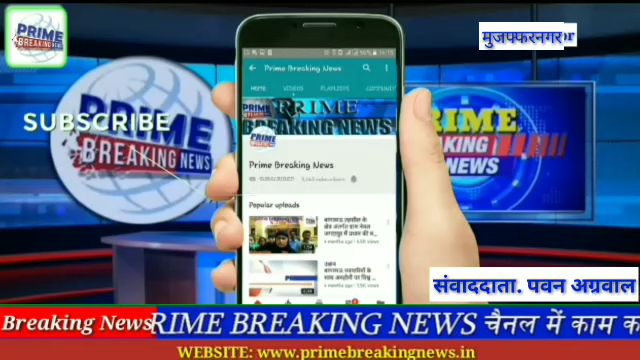 PRIME
BREAKING NEWS
मुजफ्फरनगर
Prime Breaking News
HOME VIDEOS PLAYLISTS COMMUNITY
PRIME
BREAKING NEWS
SUBSCRIBE
PRIME
BREAKING NEWS
PRIME
BREAKING
NEWS
Prime Breaking News
SUBSCRIBED
Popular uploads
संवाददाता. पवन अग्रवाल
Breaking News
PRIME BREAKING NEWS चैनल में काम क
WEBSITE: www.primebreakingnews.in